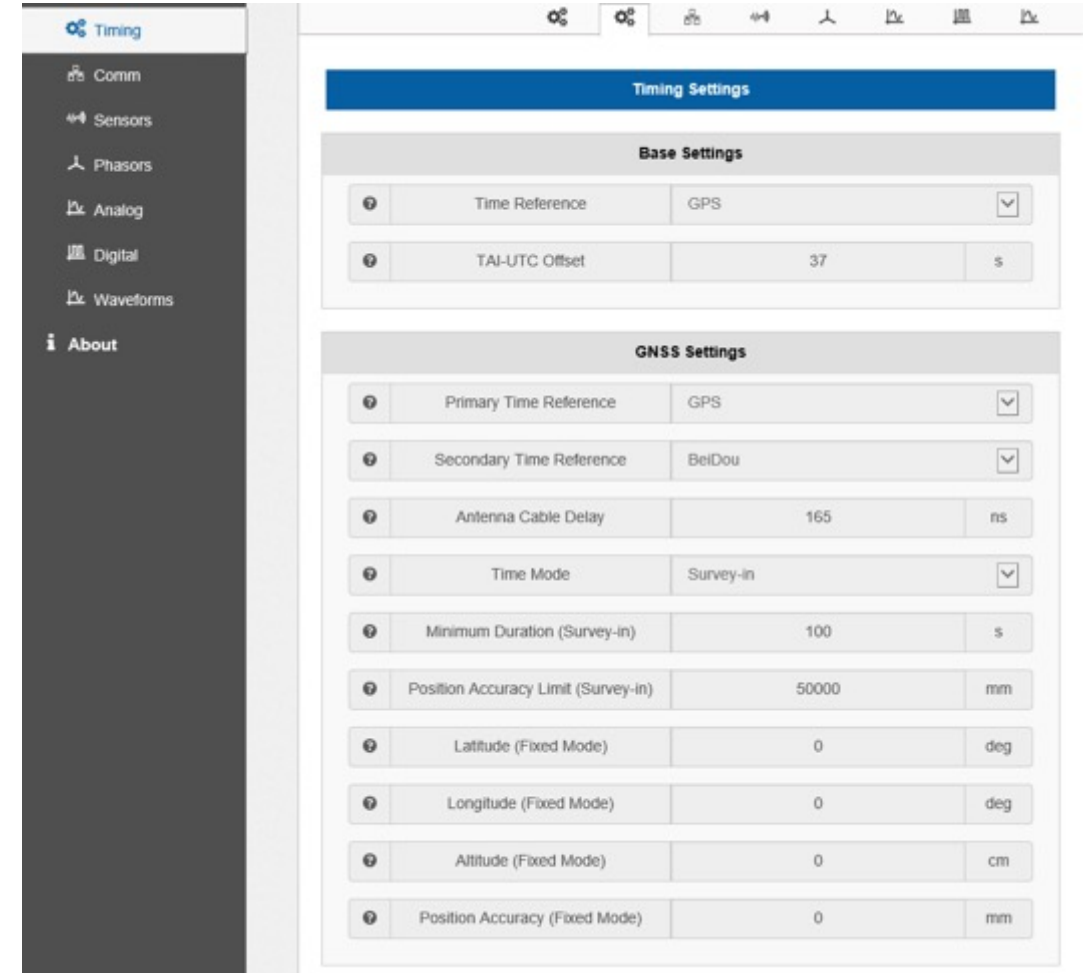 Timing
Comm
Sensors
Phasors
Analog
Digital
Waveforms
About
Timing Settings
Base Settings
Time Reference GPS
TAI-UTC Offset 37 s
GNSS Settings
Primary Time Reference GPS
Secondary Time Reference BeiDou
Antenna Cable Delay 165 ns
Time Mode Survey-in
Minimum Duration (Survey-in) 100 s
Position Accuracy Limit (Survey-in) 50000 mm
Latitude (Fixed Mode) 0 deg
Longitude (Fixed Mode) 0 deg
Altitude (Fixed Mode) 0 cm
Position Accuracy (Fixed Mode) 0 mm